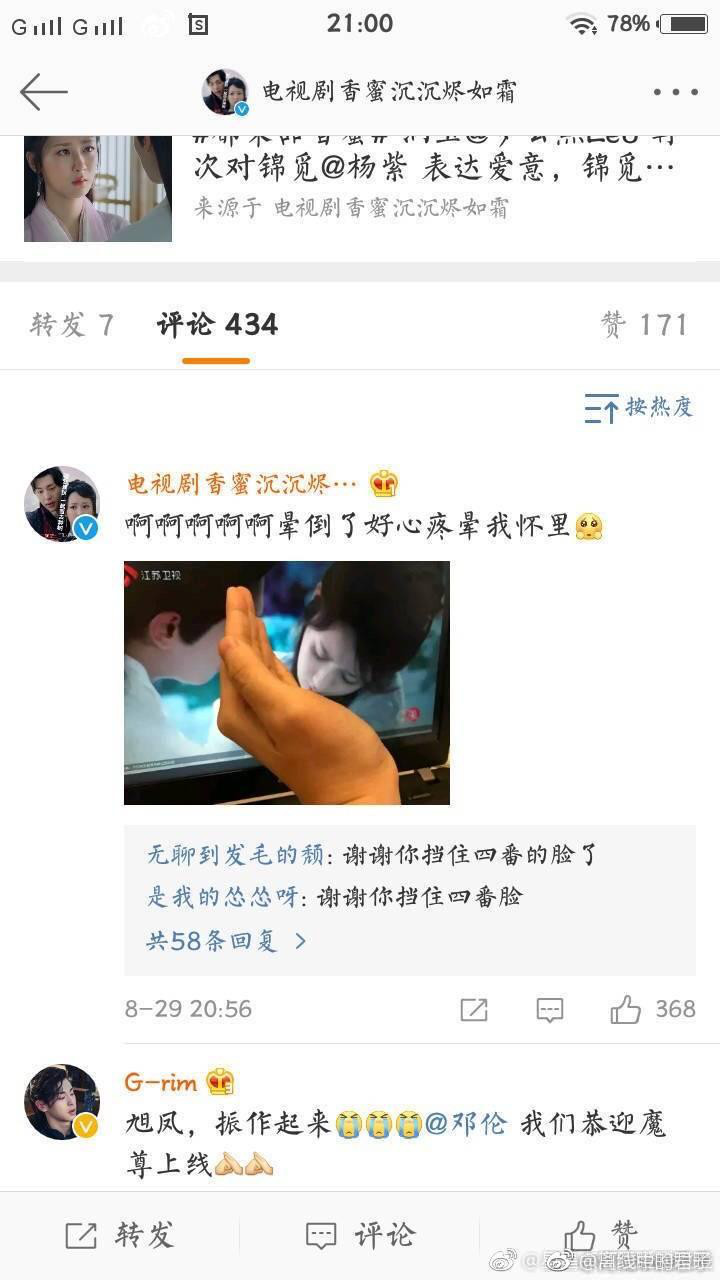 G G S 21:00 78%
电视剧香蜜沉沉烬如霜
次对锦觅@杨紫 表达爱意，锦觅…
来源于 电视剧香蜜沉沉烬如霜
转发 7 评论 434 赞 171
按热度
电视剧香蜜沉沉烬…
啊啊啊啊啊晕倒了好心疼晕我怀里
江苏卫视
无聊到发毛的颓: 谢谢你挡住四番的脸了
是我的怂怂呀: 谢谢你挡住四番脸
共58条回复 >
8-29 20:56 368
G-rim
旭凤，振作起来@邓伦 我们恭迎魔
尊上线
转发 评论 赞